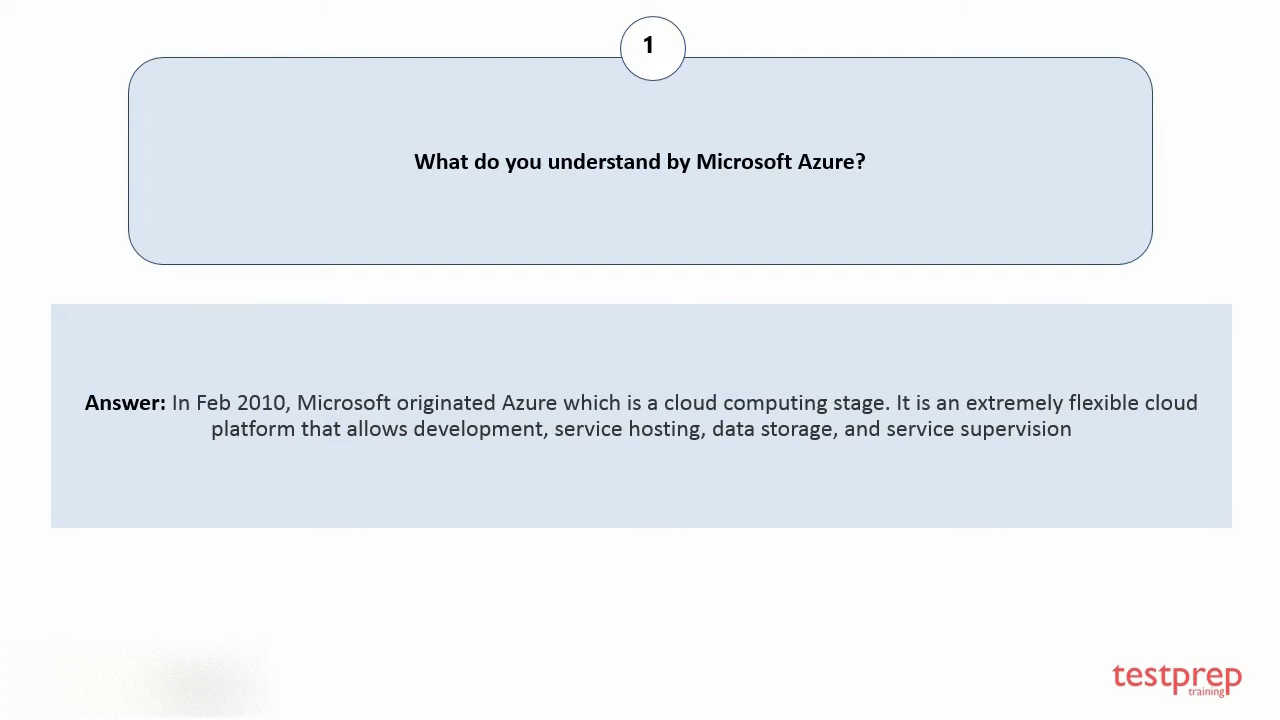 1
What do you understand by Microsoft Azure?
Answer: In Feb 2010, Microsoft originated Azure which is a cloud computing stage. It is an extremely flexible cloud
platform that allows development, service hosting, data storage, and service supervision
testprep
training